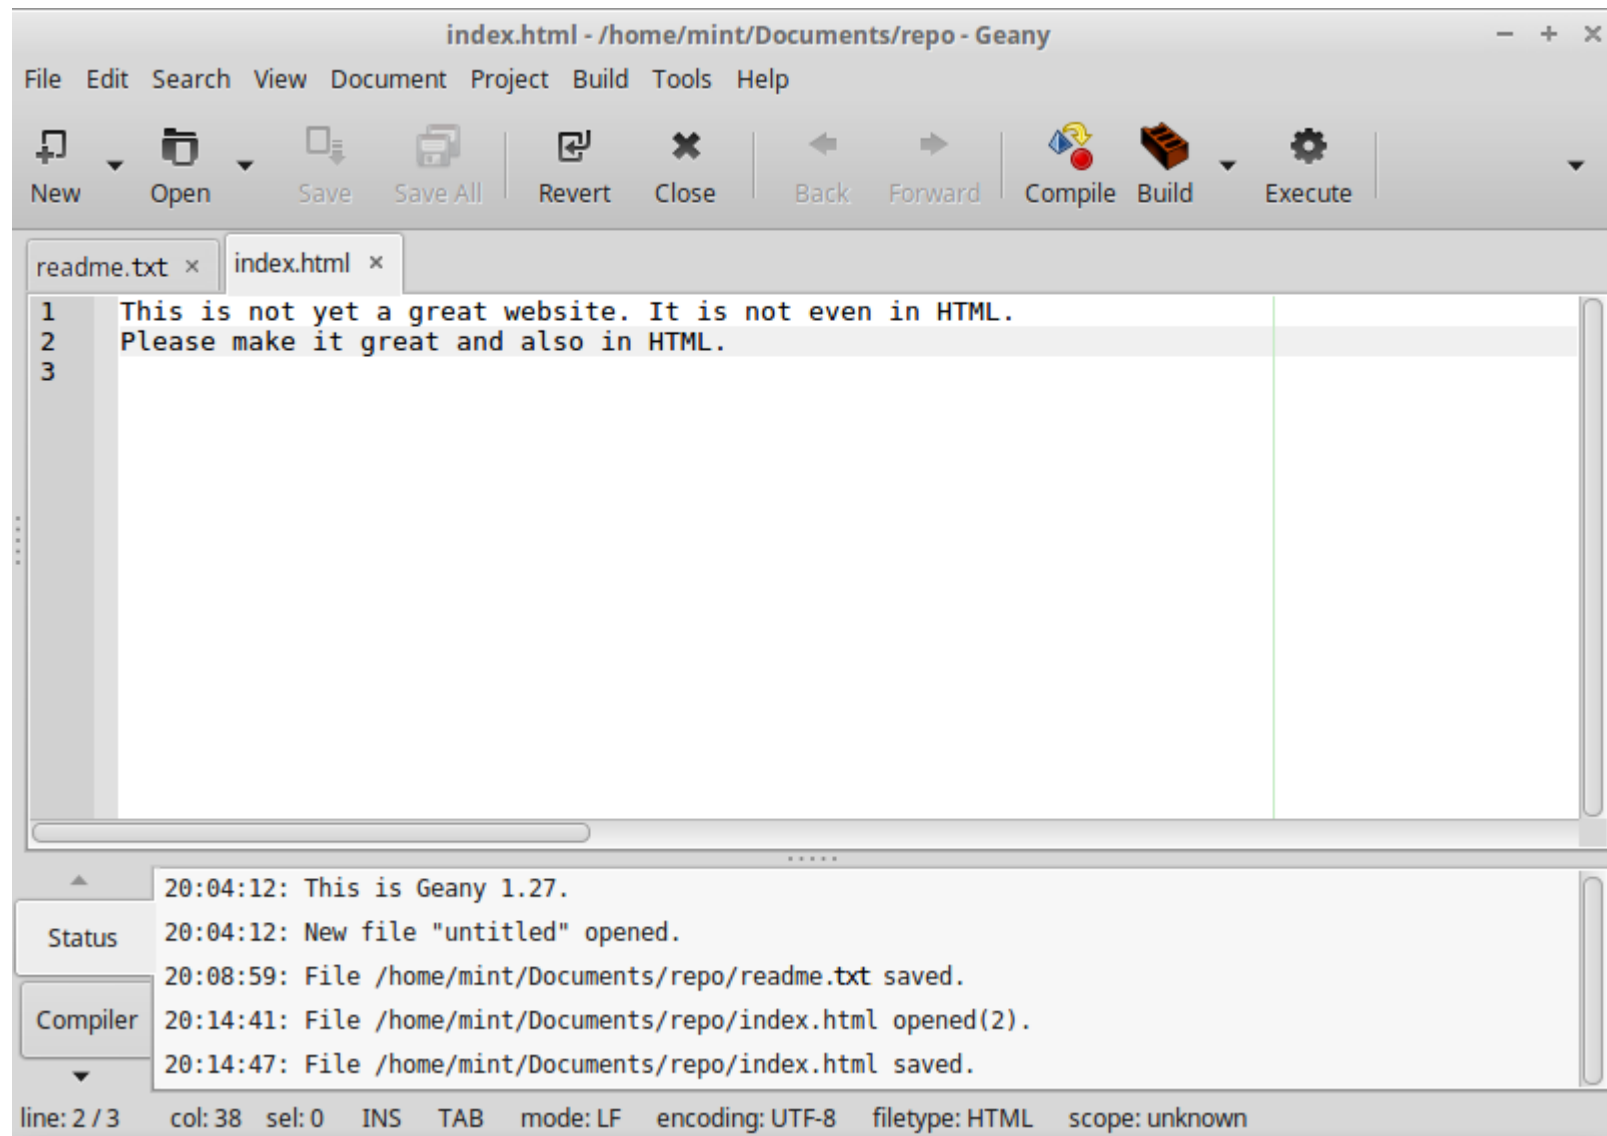 index.html - /home/mint/Documents/repo - Geany
File Edit Search View Document Project Build Tools Help
New Open Save Save All Revert Close Back Forward Compile Build Execute
readme.txt × index.html ×
1 This is not yet a great website. It is not even in HTML.
2 Please make it great and also in HTML.
3
20:04:12: This is Geany 1.27.
Status 20:04:12: New file "untitled" opened.
20:08:59: File /home/mint/Documents/repo/readme.txt saved.
Compiler 20:14:41: File /home/mint/Documents/repo/index.html opened(2).
20:14:47: File /home/mint/Documents/repo/index.html saved.
line: 2 / 3 col: 38 sel: 0 INS TAB mode: LF encoding: UTF-8 filetype: HTML scope: unknown